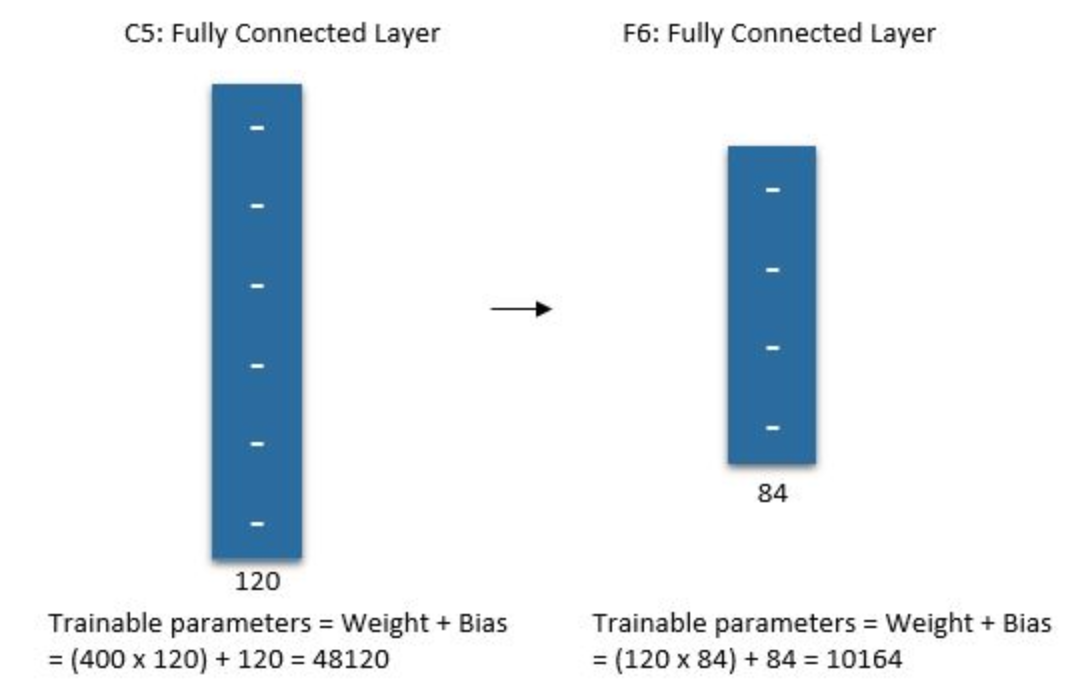 C5: Fully Connected Layer
F6: Fully Connected Layer
120
84
Trainable parameters = Weight + Bias
= (400 x 120) + 120 = 48120
Trainable parameters = Weight + Bias
= (120 x 84) + 84 = 10164